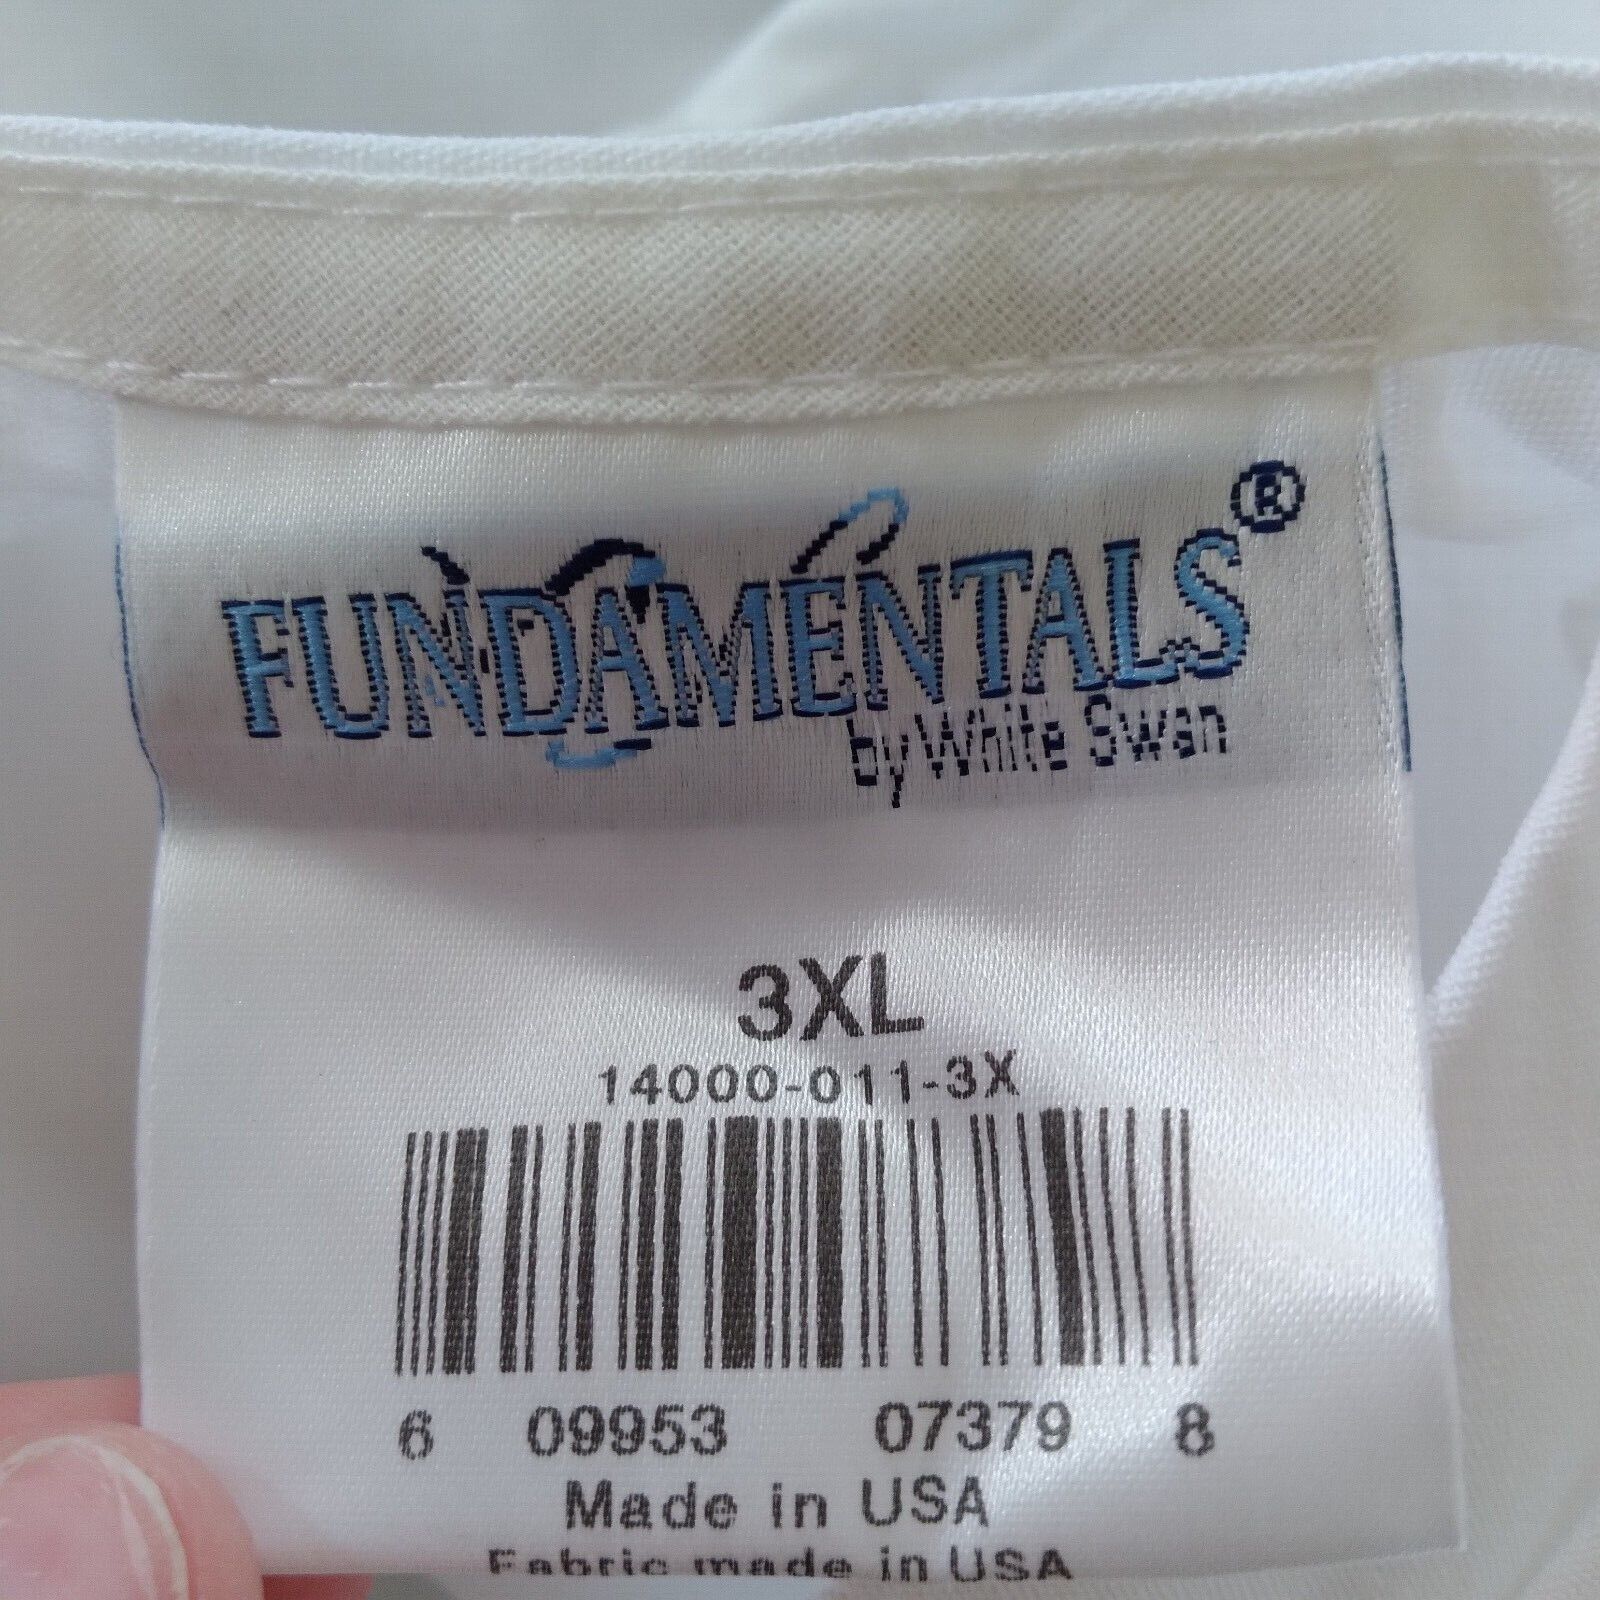 FUNDAMENTALS®
by White Swan
3XL
14000-011-3X
6 09953 07379 8
Made in USA
Fabric made in USA